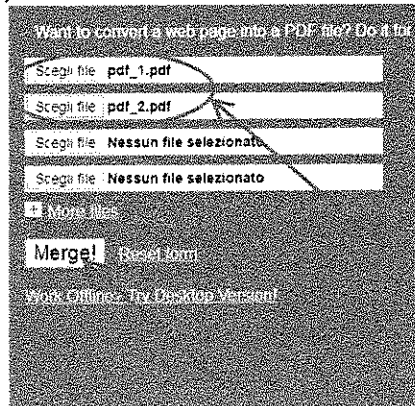 Want to convert a web page into a PDF file? Do it for
Scegli file pdf_1.pdf
Scegli file pdf_2.pdf
Scegli file Nessun file selezionato
Scegli file Nessun file selezionato
+ More files
Merge! Reset form
Work Offline? Try Desktop Version!